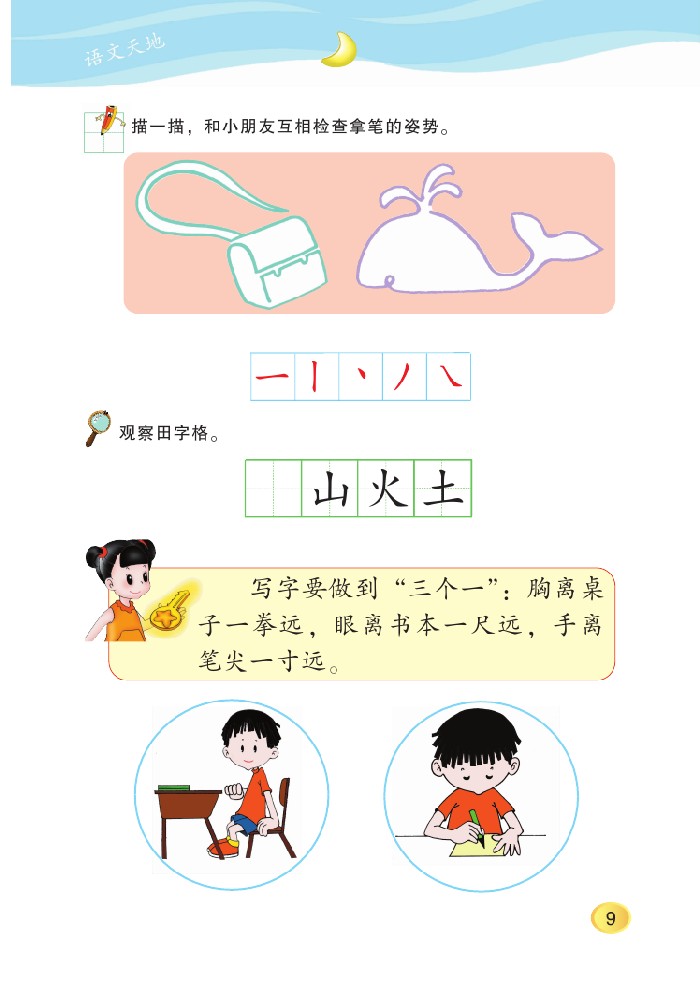 语文天地
描一描，和小朋友互相检查拿笔的姿势。
一丨丶丿㇏
观察田字格。
山火土
写字要做到“三个一”：胸离桌
子一拳远，眼离书本一尺远，手离
笔尖一寸远。
9